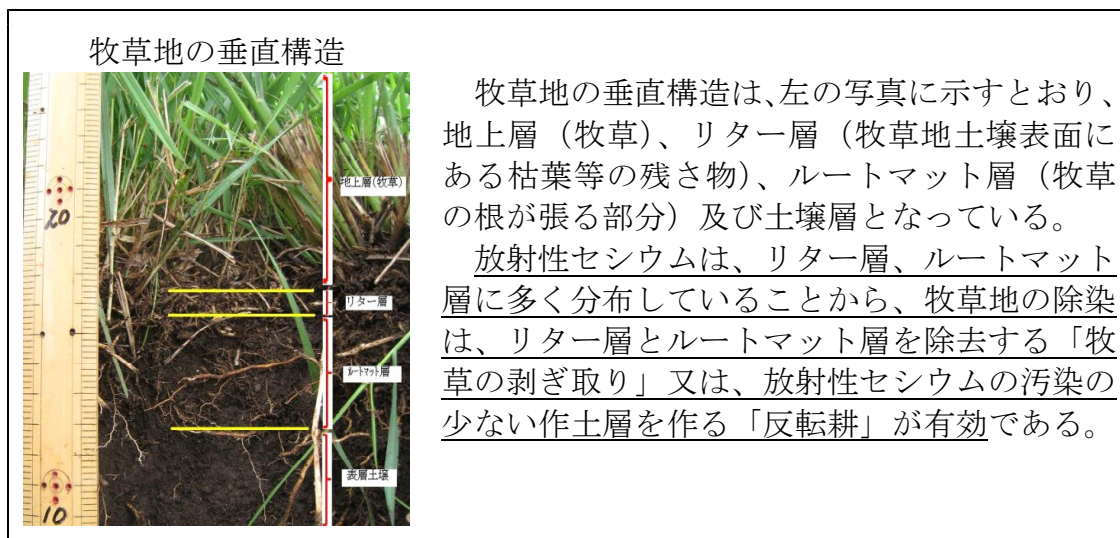 牧草地の垂直構造
20
10
地上層(牧草)
リター層
ルートマット層
表層土壌
牧草地の垂直構造は、左の写真に示すとおり、
地上層（牧草）、リター層（牧草地土壌表面に
ある枯葉等の残さ物）、ルートマット層（牧草
の根が張る部分）及び土壌層となっている。
放射性セシウムは、リター層、ルートマット
層に多く分布していることから、牧草地の除染
は、リター層とルートマット層を除去する「牧
草の剥ぎ取り」又は、放射性セシウムの汚染の
少ない作土層を作る「反転耕」が有効である。